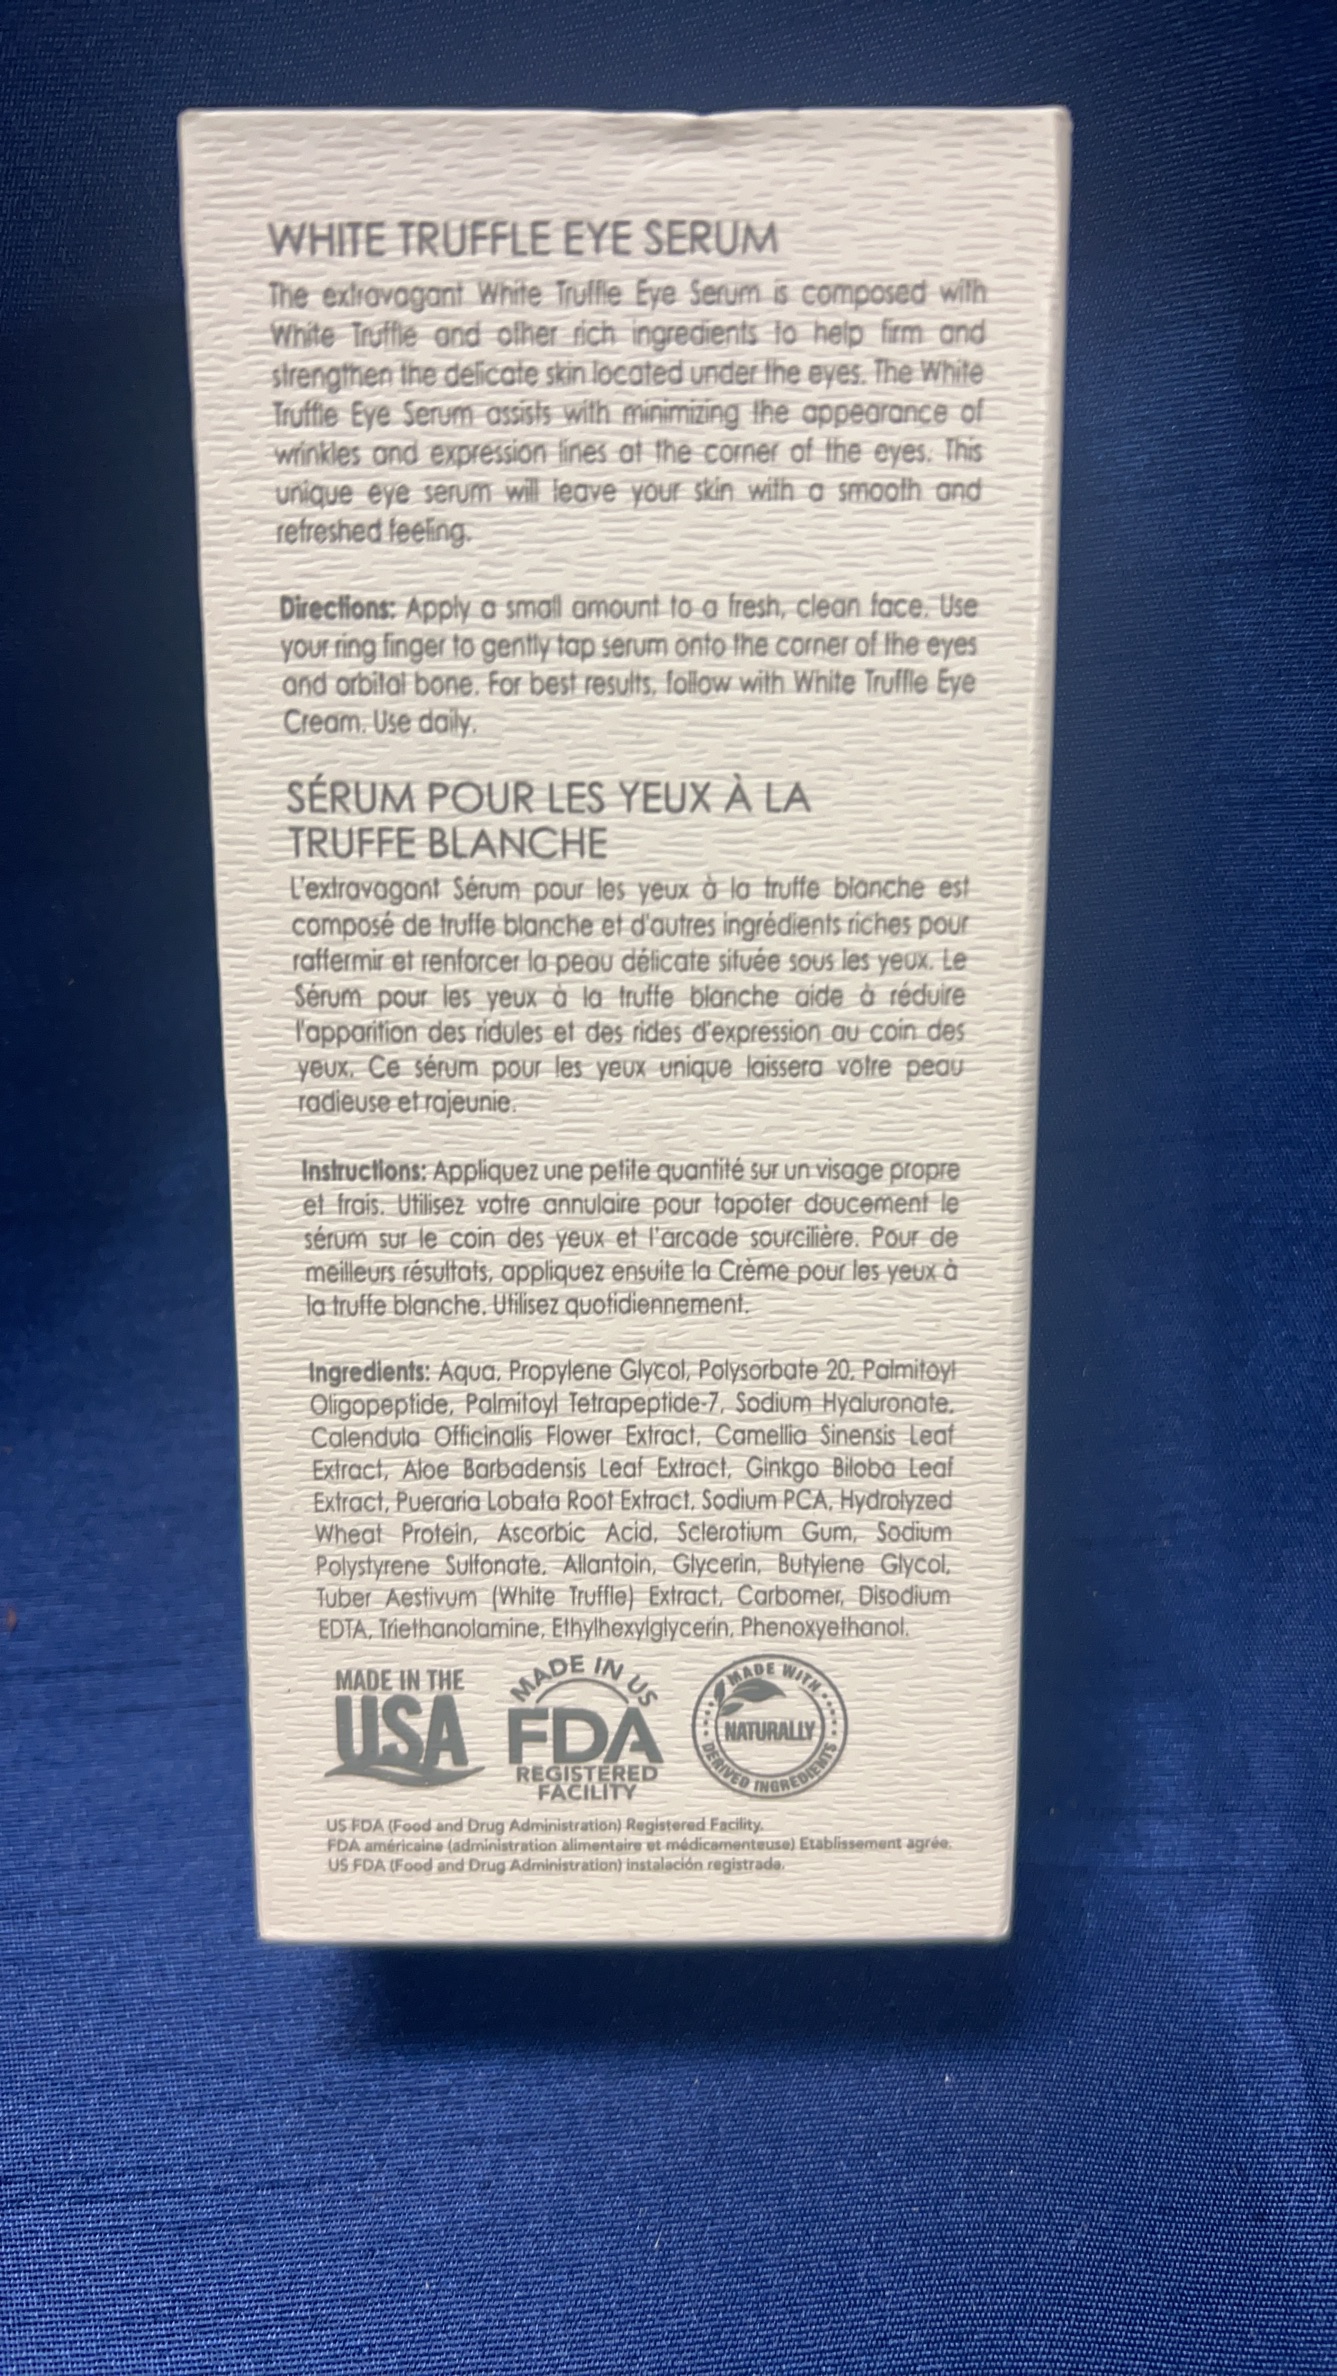 WHITE TRUFFLE EYE SERUM
The extravagant White Truffle Eye Serum is composed with
White Truffle and other rich ingredients to help firm and
strengthen the delicate skin located under the eyes. The White
Truffle Eye Serum assists with minimizing the appearance of
wrinkles and expression lines at the corner of the eyes. This
unique eye serum will leave your skin with a smooth and
refreshed feeling.
Directions: Apply a small amount to a fresh, clean face. Use
your ring finger to gently tap serum onto the corner of the eyes
and orbital bone. For best results, follow with White Truffle Eye
Cream. Use daily.
SÉRUM POUR LES YEUX À LA
TRUFFE BLANCHE
L'extravagant Sérum pour les yeux à la truffe blanche est
composé de truffe blanche et d'autres ingrédients riches pour
raffermir et renforcer la peau délicate située sous les yeux. Le
Sérum pour les yeux à la truffe blanche aide à réduire
l'apparition des ridules et des rides d'expression au coin des
yeux. Ce sérum pour les yeux unique laissera votre peau
radieuse et rajeunie.
Instructions: Appliquez une petite quantité sur un visage propre
et frais. Utilisez votre annulaire pour tapoter doucement le
sérum sur le coin des yeux et l'arcade sourcilière. Pour de
meilleurs résultats, appliquez ensuite la Crème pour les yeux à
la truffe blanche. Utilisez quotidiennement.
Ingredients: Aqua, Propylene Glycol, Polysorbate 20, Palmitoyl
Oligopeptide, Palmitoyl Tetrapeptide-7, Sodium Hyaluronate,
Calendula Officinalis Flower Extract, Camellia Sinensis Leaf
Extract, Aloe Barbadensis Leaf Extract, Ginkgo Biloba Leaf
Extract, Pueraria Lobata Root Extract, Sodium PCA, Hydrolyzed
Wheat Protein, Ascorbic Acid, Sclerotium Gum, Sodium
Polystyrene Sulfonate, Allantoin, Glycerin, Butylene Glycol,
Tuber Aestivum (White Truffle) Extract, Carbomer, Disodium
EDTA, Triethanolamine, Ethylhexylglycerin, Phenoxyethanol.
MADE IN THE
USA
MADE IN US
FDA
REGISTERED
FACILITY
MADE WITH
NATURALLY
DERIVED INGREDIENTS
US FDA (Food and Drug Administration) Registered Facility.
FDA américaine (administration alimentaire et médicamenteuse) Etablissement agrée.
US FDA (Food and Drug Administration) instalación registrada.